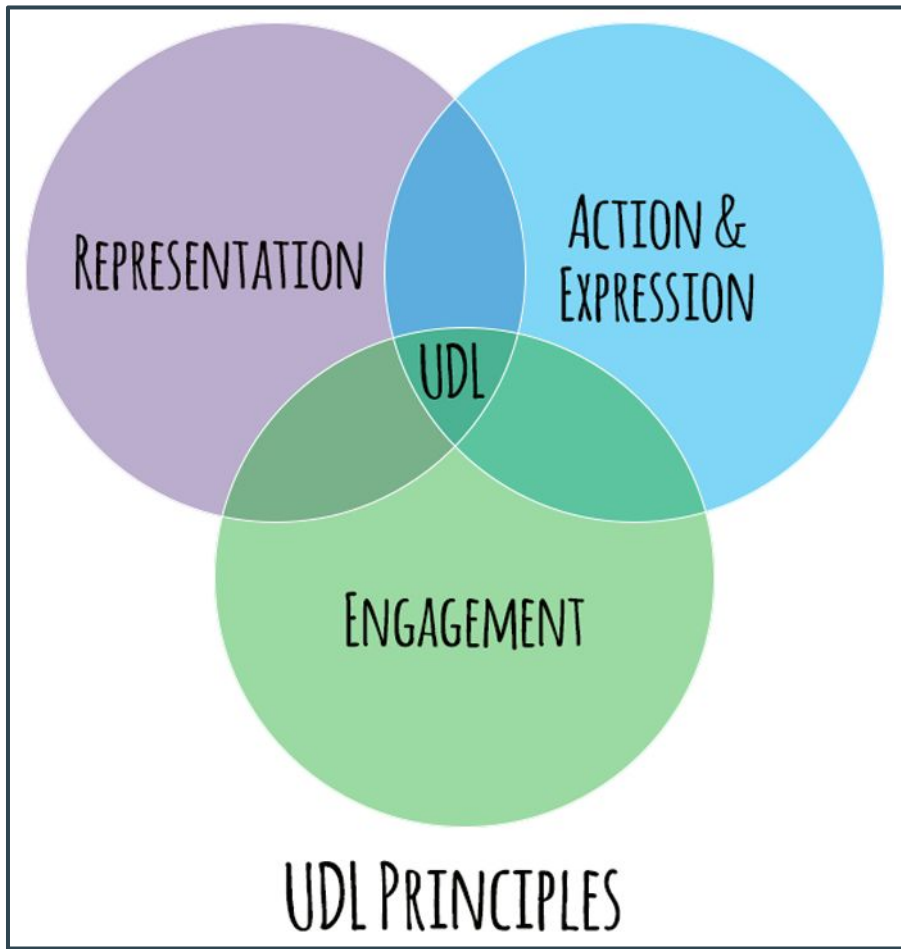 REPRESENTATION
ACTION &
EXPRESSION
UDL
ENGAGEMENT
UDL PRINCIPLES